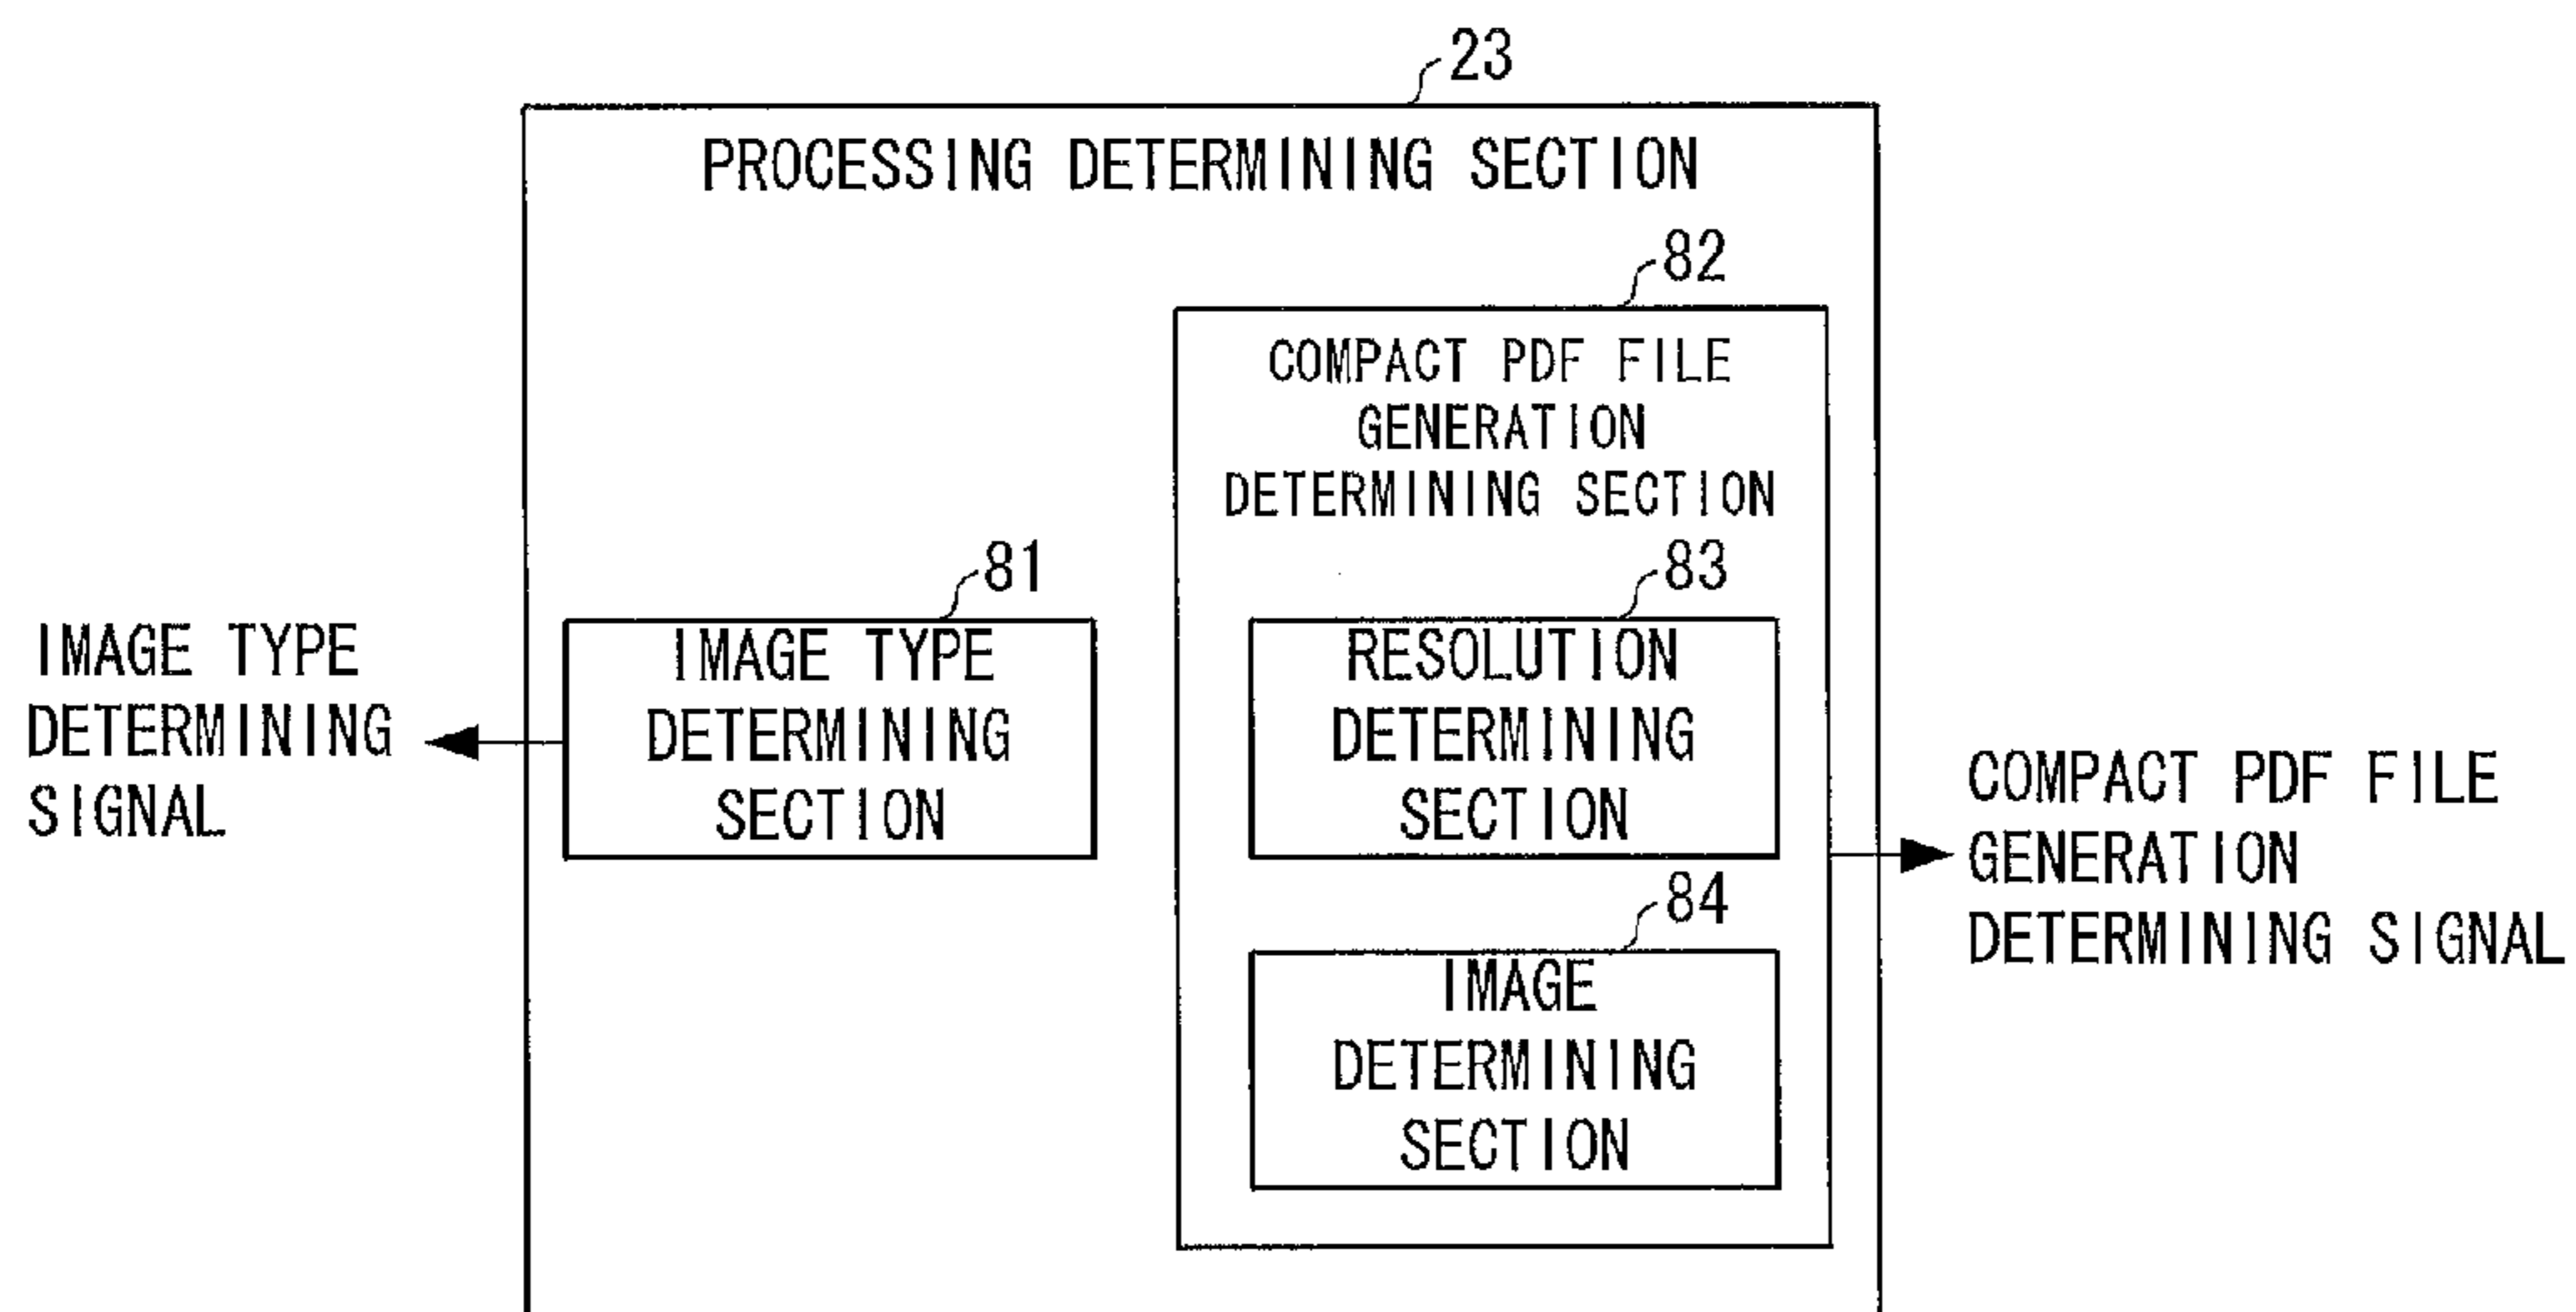 23
PROCESSING DETERMINING SECTION
82
COMPACT PDF FILE
GENERATION
DETERMINING SECTION
81
IMAGE TYPE
DETERMINING
SECTION
83
RESOLUTION
DETERMINING
SECTION
84
IMAGE
DETERMINING
SECTION
IMAGE TYPE
DETERMINING
SIGNAL
COMPACT PDF FILE
GENERATION
DETERMINING SIGNAL